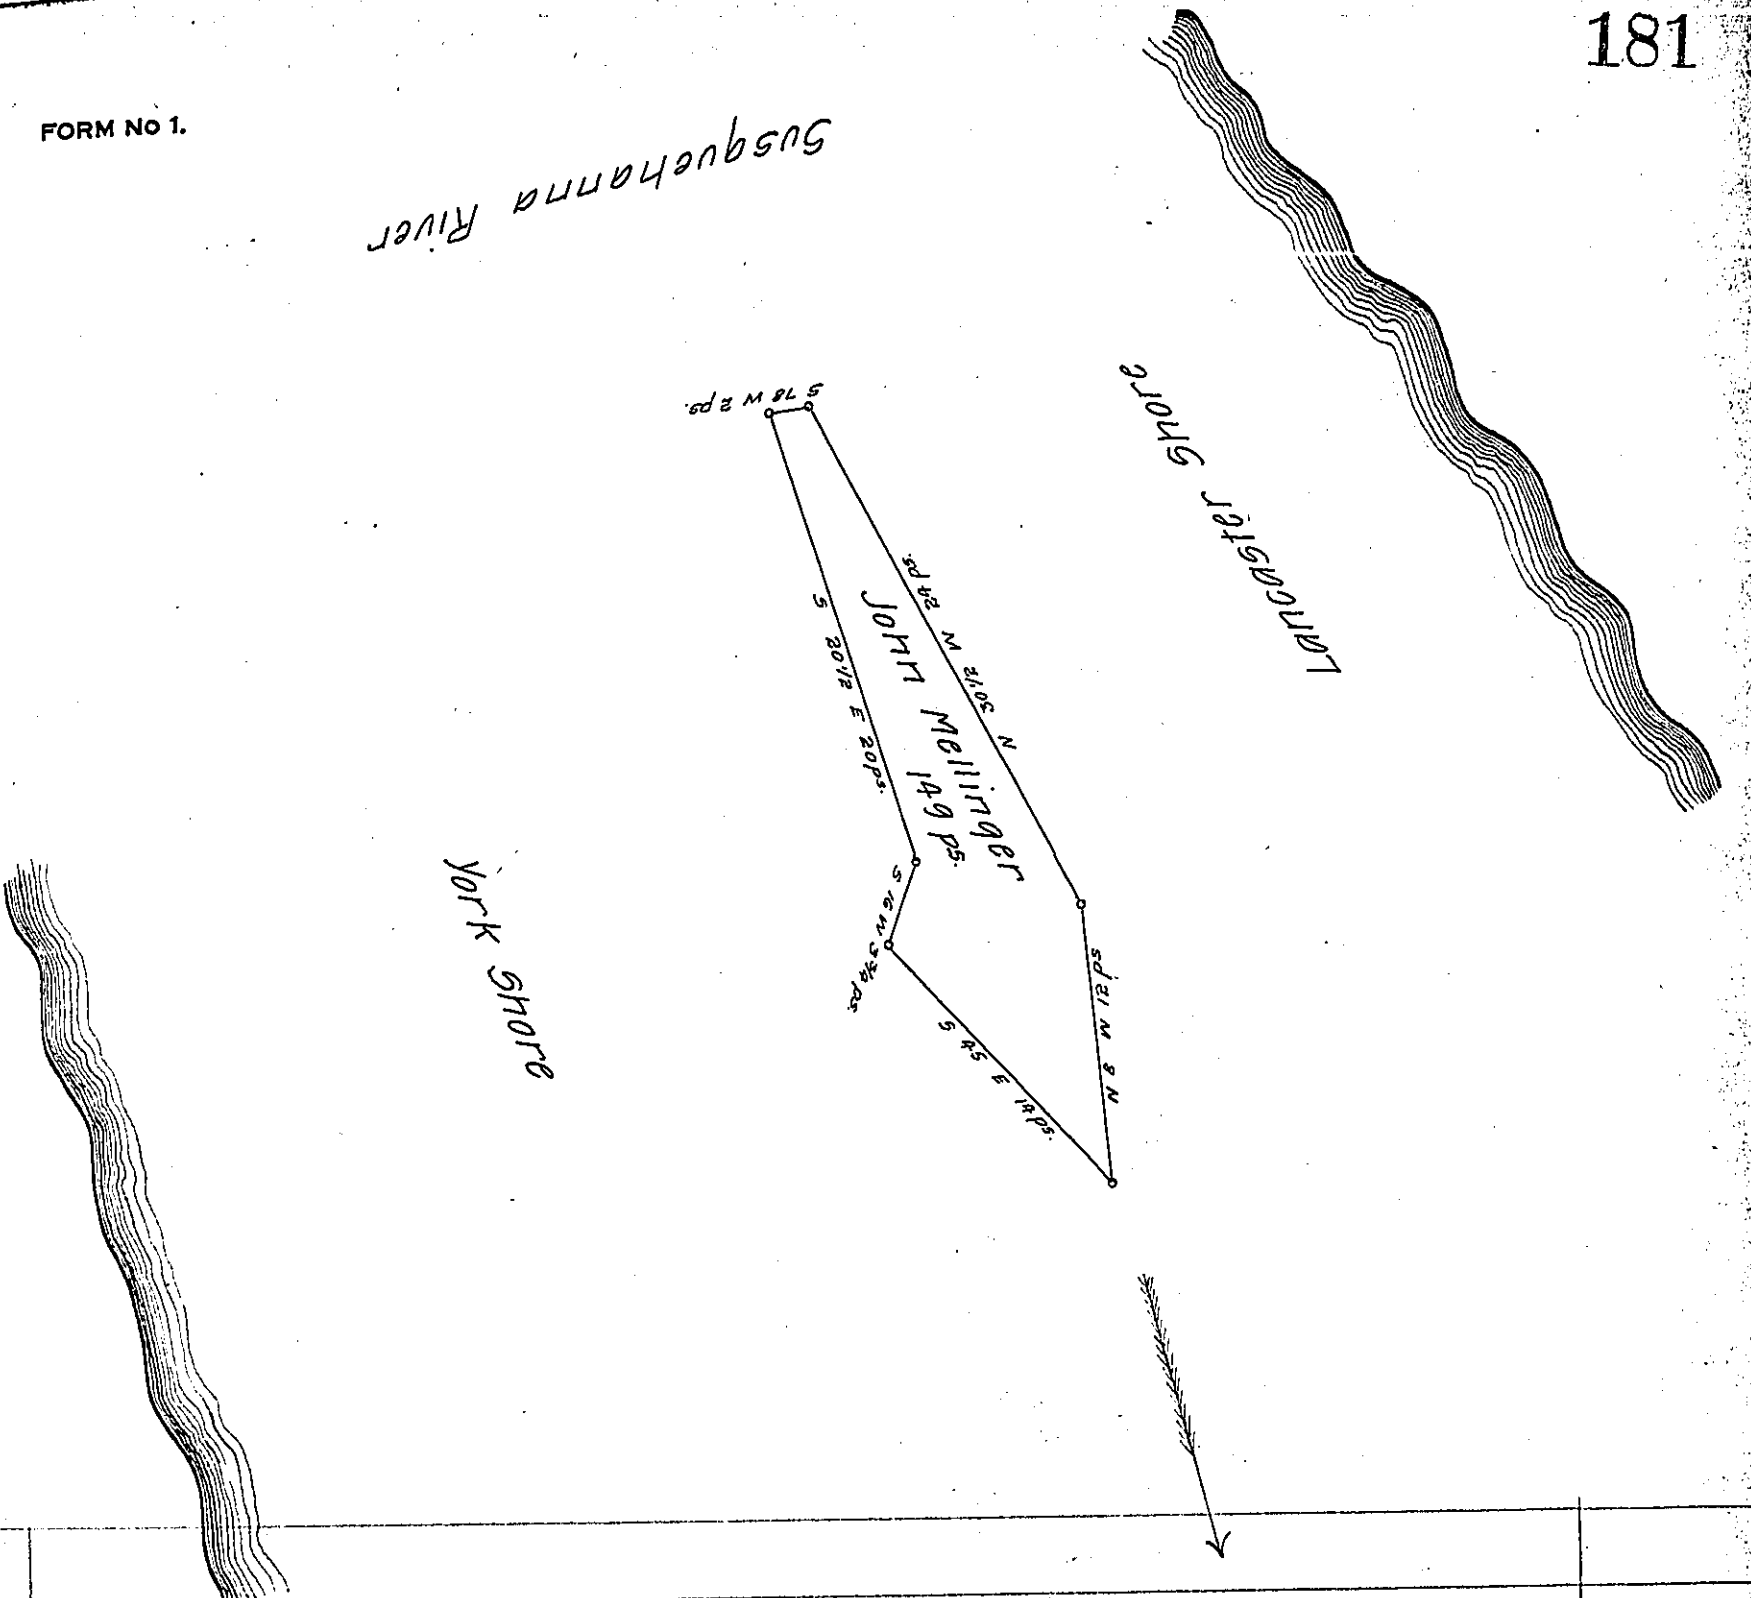 181
FORM No 1.
Susquehanna River
Lancaster Shore
S 78 W 2 ps.
N 30 1/2 W 24 ps.
S 20 1/2 E 20 ps.
John Mellinger
149 ps.
S 16 W 3 3/4 ps.
N 8 W 12 ps
S 54 E 14 ps.
York Shore